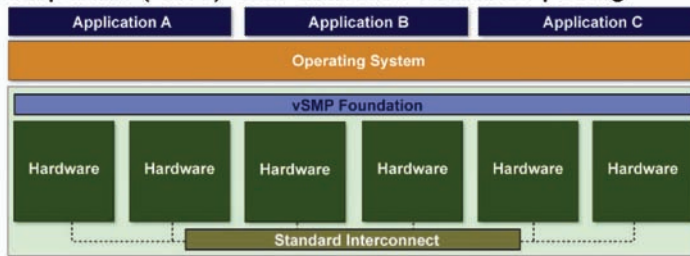 Application A Application B Application C
Operating System
vSMP Foundation
Hardware Hardware Hardware Hardware Hardware Hardware
Standard Interconnect